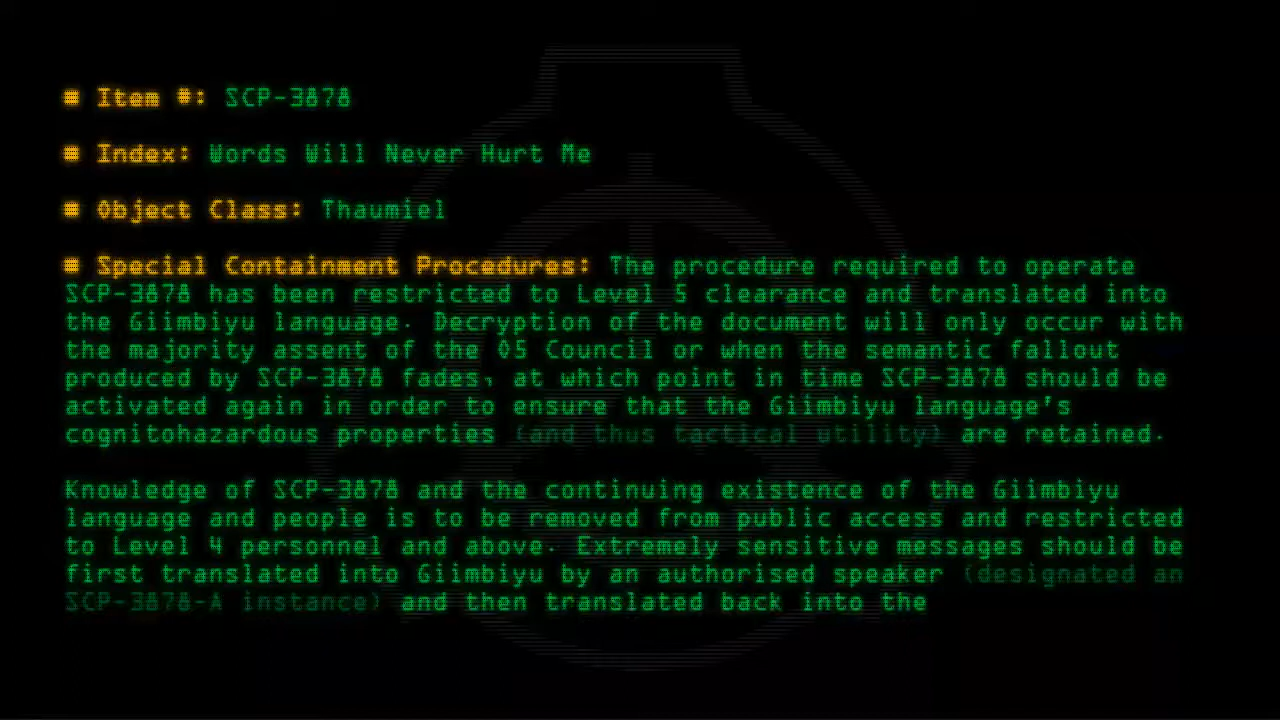 # Item #: SCP-3878
# Index: Words Will Never Hurt Me
# Objekt Class: Thaumiel
# Special Containment Procedures: The procedure required to operate
SCP-3878 has been restricted to Level 5 clearance and translated into
the Giimbiyu language. Decryption of the document will only occur with
the majority assent of the O5 Council or when the semantic fallout
produced by SCP-3878 fades, at which point in time SCP-3878 should be
activated again in order to ensure that the Giimbiyu language's
cognitohazardous properties (and thus tactical utility) are retained.
Knowledge of SCP-3878 and the continuing existence of the Giimbiyu
language and people is to be removed from public access and restricted
to Level 4 personnel and above. Extremely sensitive messages should be
first translated into Giimbiyu by an authorised speaker (designated an
SCP-3878-A instance) and then translated back into the